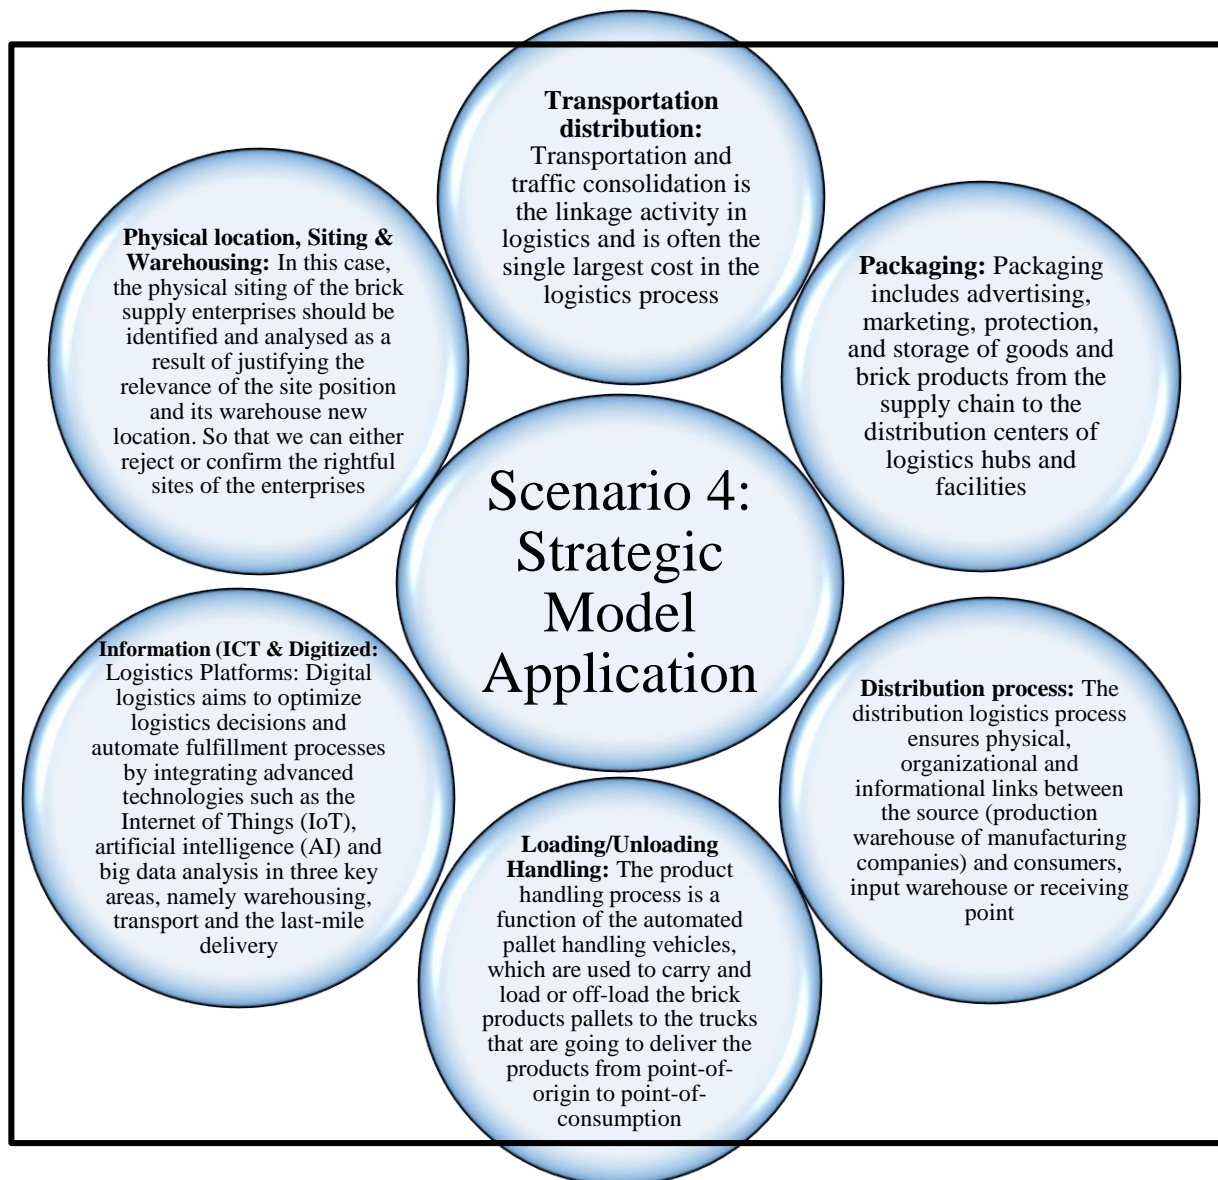 Transportation
distribution:
Transportation and
traffic consolidation is
the linkage activity in
logistics and is often the
single largest cost in the
logistics process
Physical location, Siting &
Warehousing: In this case,
the physical siting of the brick
supply enterprises should be
identified and analysed as a
result of justifying the
relevance of the site position
and its warehouse new
location. So that we can either
reject or confirm the rightful
sites of the enterprises
Packaging: Packaging
includes advertising,
marketing, protection,
and storage of goods and
brick products from the
supply chain to the
distribution centers of
logistics hubs and
facilities
Scenario 4:
Strategic
Model
Application
Information (ICT & Digitized:
Logistics Platforms: Digital
logistics aims to optimize
logistics decisions and
automate fulfillment processes
by integrating advanced
technologies such as the
Internet of Things (IoT),
artificial intelligence (AI) and
big data analysis in three key
areas, namely warehousing,
transport and the last-mile
delivery
Distribution process: The
distribution logistics process
ensures physical,
organizational and
informational links between
the source (production
warehouse of manufacturing
companies) and consumers,
input warehouse or receiving
point
Loading/Unloading
Handling: The product
handling process is a
function of the automated
pallet handling vehicles,
which are used to carry and
load or off-load the brick
products pallets to the trucks
that are going to deliver the
products from point-of-
origin to point-of-
consumption